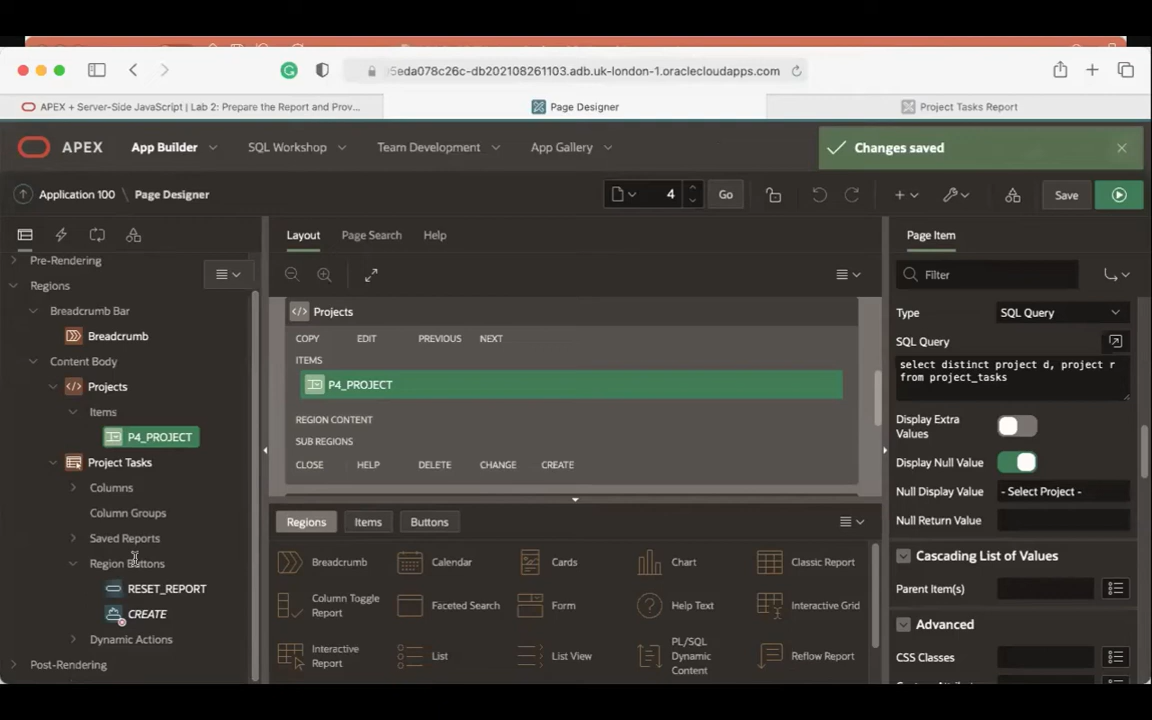 5eda078c26c-db202108261103.adb.uk-london-1.oraclecloudapps.com
APEX + Server-Side JavaScript | Lab 2: Prepare the Report and Prov...
Page Designer
Project Tasks Report
APEX
App Builder
SQL Workshop
Team Development
App Gallery
Changes saved
Application 100 \ Page Designer
4
Go
Save
Layout
Page Search
Help
Page Item
Pre-Rendering
Regions
Breadcrumb Bar
Breadcrumb
Content Body
Projects
Items
P4_PROJECT
Project Tasks
Columns
Column Groups
Saved Reports
Region Buttons
RESET_REPORT
CREATE
Dynamic Actions
Post-Rendering
Projects
COPY EDIT PREVIOUS NEXT
ITEMS
P4_PROJECT
REGION CONTENT
SUB REGIONS
CLOSE HELP DELETE CHANGE CREATE
Regions Items Buttons
Breadcrumb Calendar Cards Chart Classic Report
Column Toggle Report Faceted Search Form Help Text Interactive Grid
Interactive Report List List View PL/SQL Dynamic Content Reflow Report
Filter
Type SQL Query
SQL Query
select distinct project d, project r
from project_tasks
Display Extra Values
Display Null Value
Null Display Value - Select Project -
Null Return Value
Cascading List of Values
Parent Item(s)
Advanced
CSS Classes